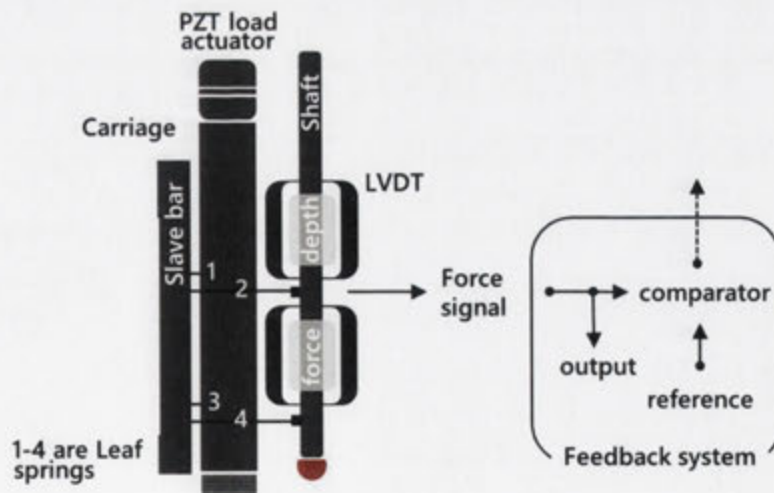 PZT load
actuator
Carriage
Shaft
LVDT
Slave bar
depth
1
2
Force
signal
comparator
force
output
3
4
reference
1-4 are Leaf
springs
Feedback system